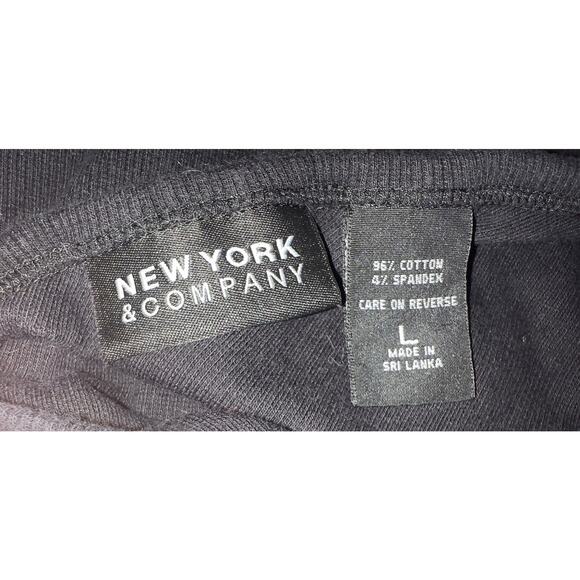 NEW YORK
& COMPANY
96% COTTON
4% SPANDEX
CARE ON REVERSE
L
MADE IN
SRI LANKA